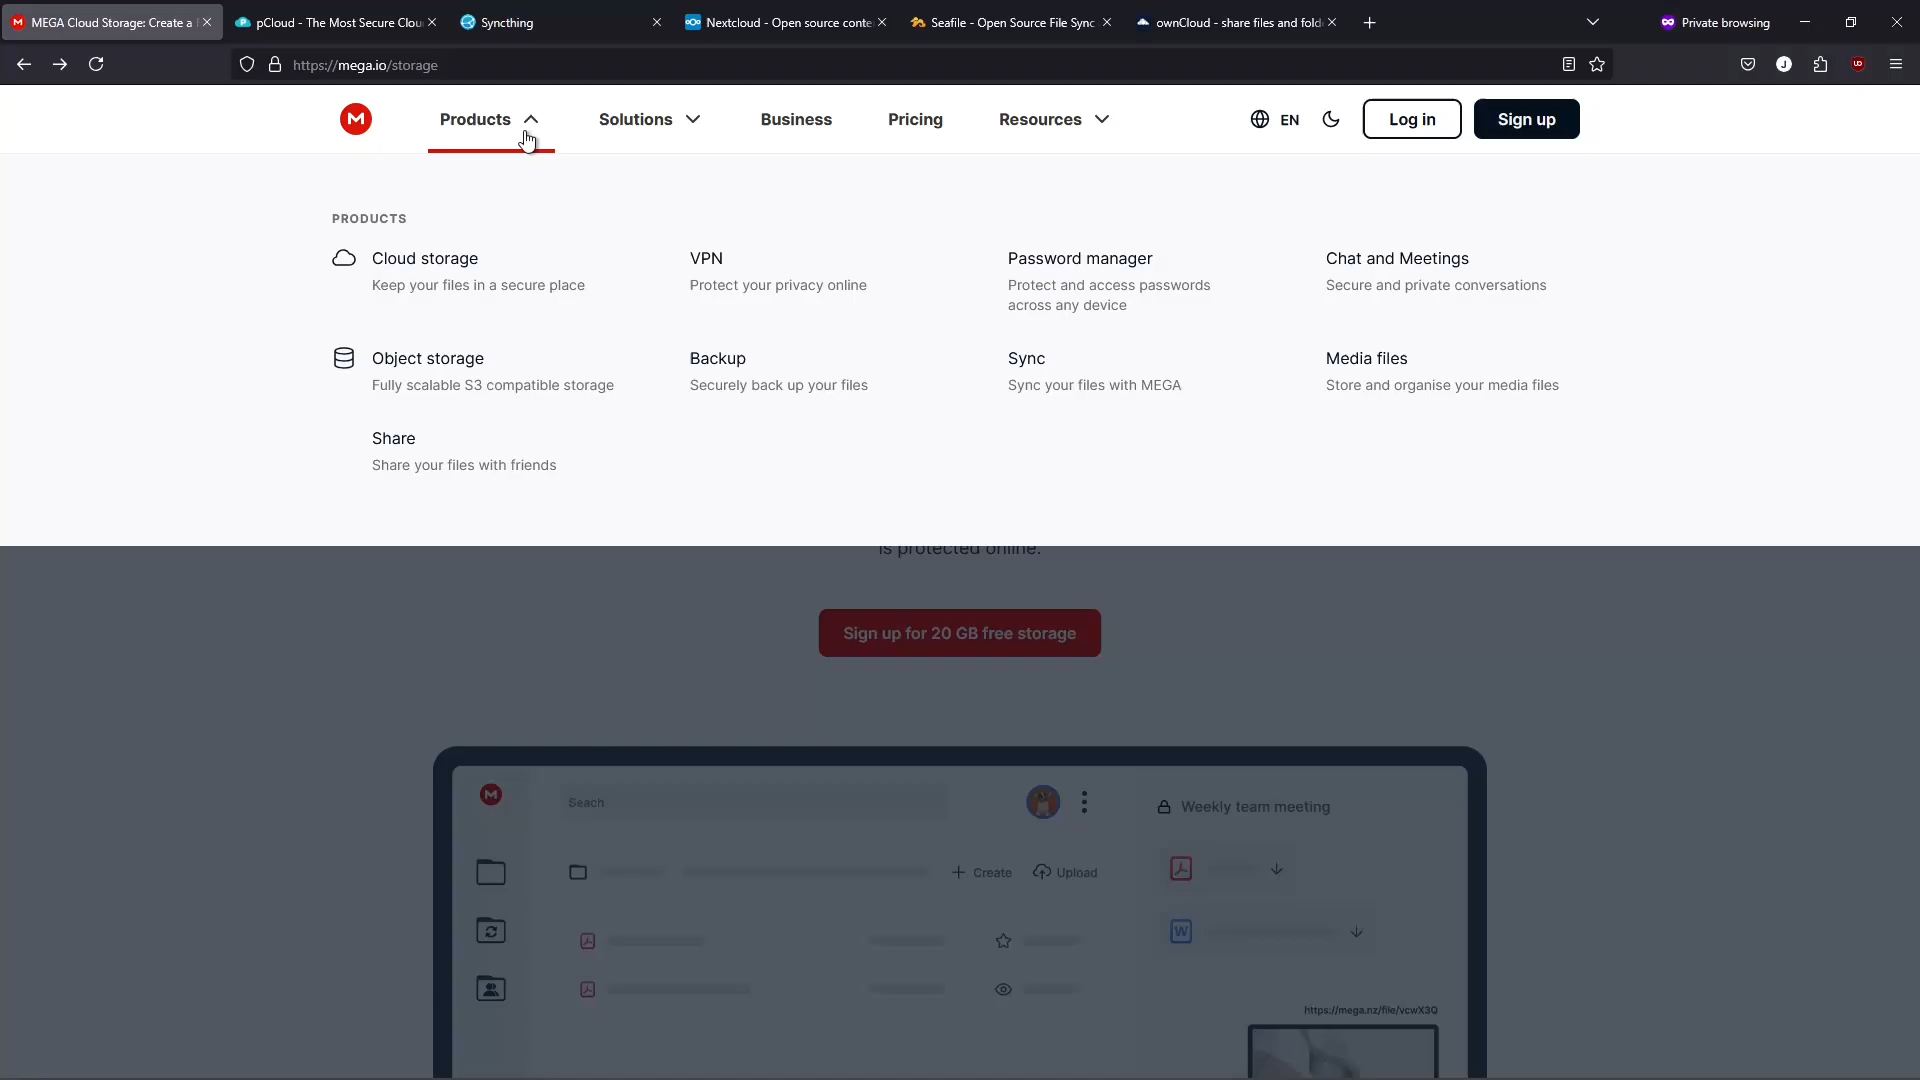 MEGA Cloud Storage: Create a
pCloud - The Most Secure Clou
Syncthing
Nextcloud - Open source conte
Seafile - Open Source File Sync
ownCloud - share files and fold
Private browsing
https://mega.io/storage
J
Products
Solutions
Business
Pricing
Resources
EN
Log in
Sign up
PRODUCTS
Cloud storage
Keep your files in a secure place
VPN
Protect your privacy online
Password manager
Protect and access passwords
across any device
Chat and Meetings
Secure and private conversations
Object storage
Fully scalable S3 compatible storage
Backup
Securely back up your files
Sync
Sync your files with MEGA
Media files
Store and organise your media files
Share
Share your files with friends
is protected online.
Sign up for 20 GB free storage
Seach
Weekly team meeting
Create
Upload
W
https://mega.nz/file/vcwX3Q